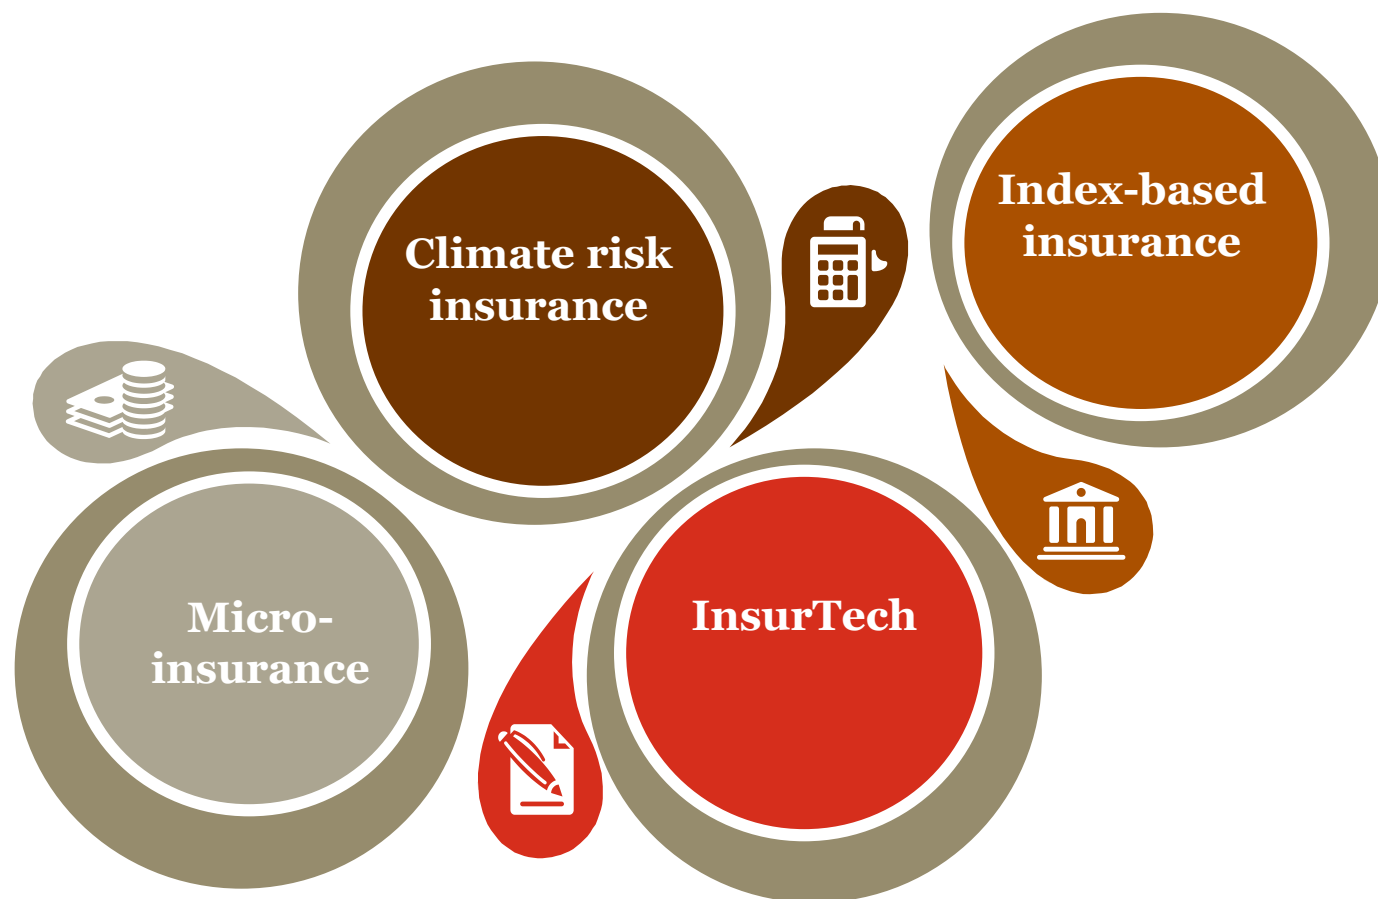 Climate risk
insurance
Index-based
insurance
Micro-
insurance
InsurTech